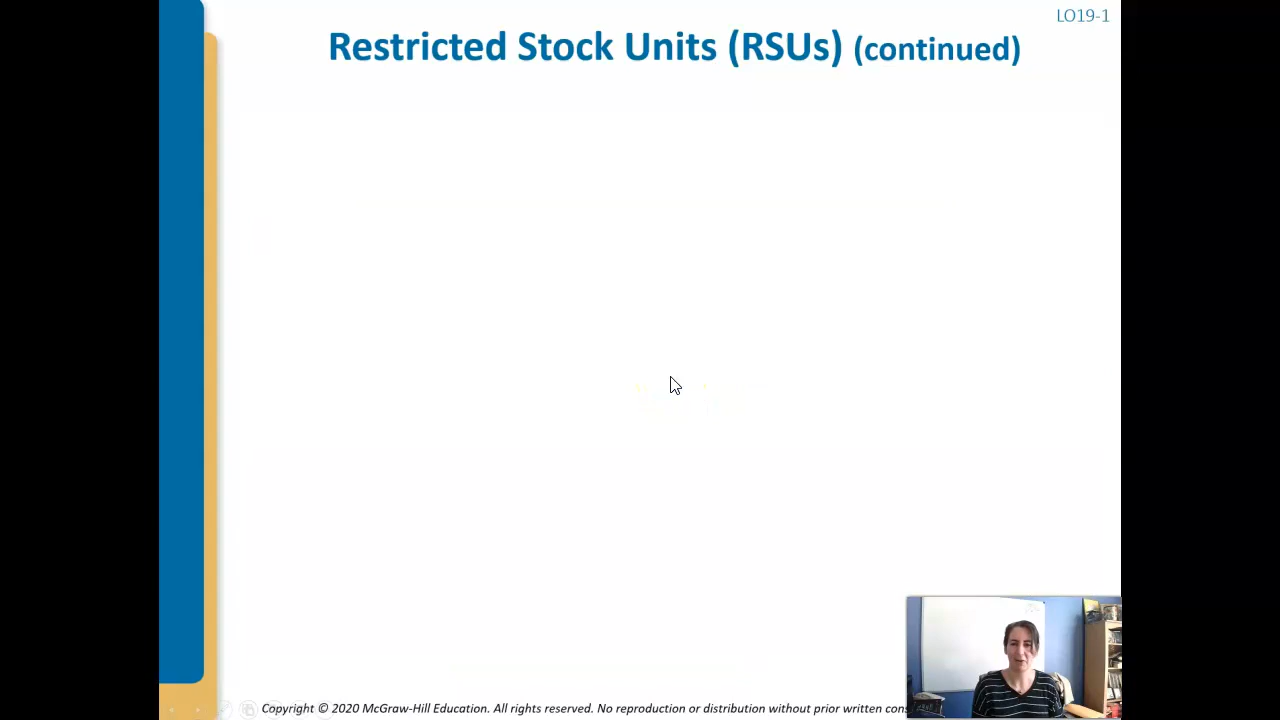 LO19-1
Restricted Stock Units (RSUs) (continued)
Copyright © 2020 McGraw-Hill Education. All rights reserved. No reproduction or distribution without prior written